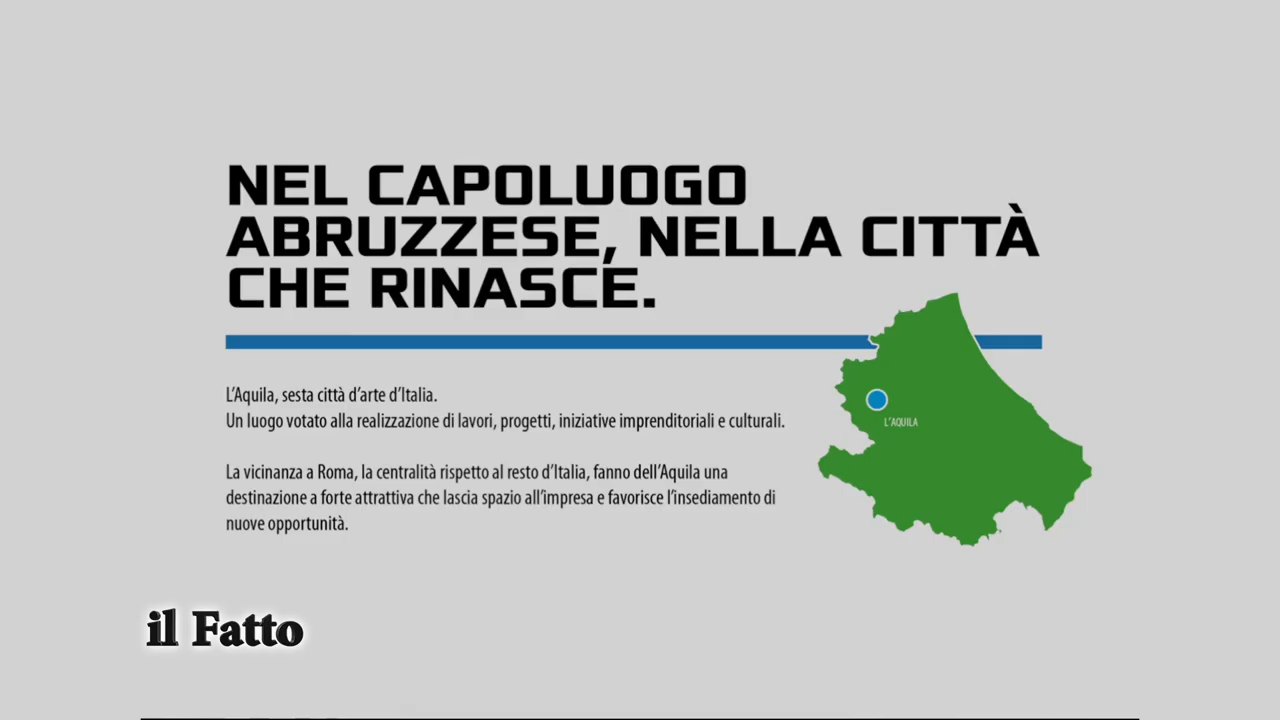 NEL CAPOLUOGO
ABRUZZESE, NELLA CITTÀ
CHE RINASCE.
L'Aquila, sesta città d'arte d'Italia.
Un luogo votato alla realizzazione di lavori, progetti, iniziative imprenditoriali e culturali.
La vicinanza a Roma, la centralità rispetto al resto d'Italia, fanno dell'Aquila una
destinazione a forte attrattiva che lascia spazio all'impresa e favorisce l'insediamento di
nuove opportunità.
L'AQUILA
il Fatto